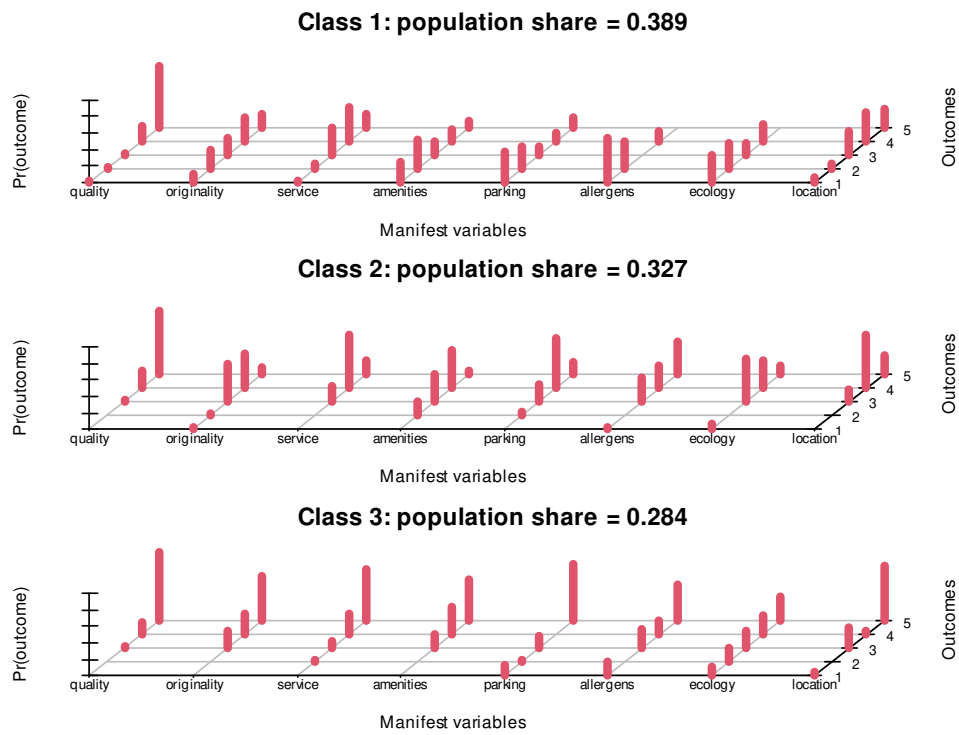 Class 1: population share = 0.389
Pr(outcome)
Outcomes
5
4
3
2
1
quality originality service amenities parking allergens ecology location
Manifest variables
Class 2: population share = 0.327
Pr(outcome)
Outcomes
5
4
3
2
1
quality originality service amenities parking allergens ecology location
Manifest variables
Class 3: population share = 0.284
Pr(outcome)
Outcomes
5
4
3
2
1
quality originality service amenities parking allergens ecology location
Manifest variables